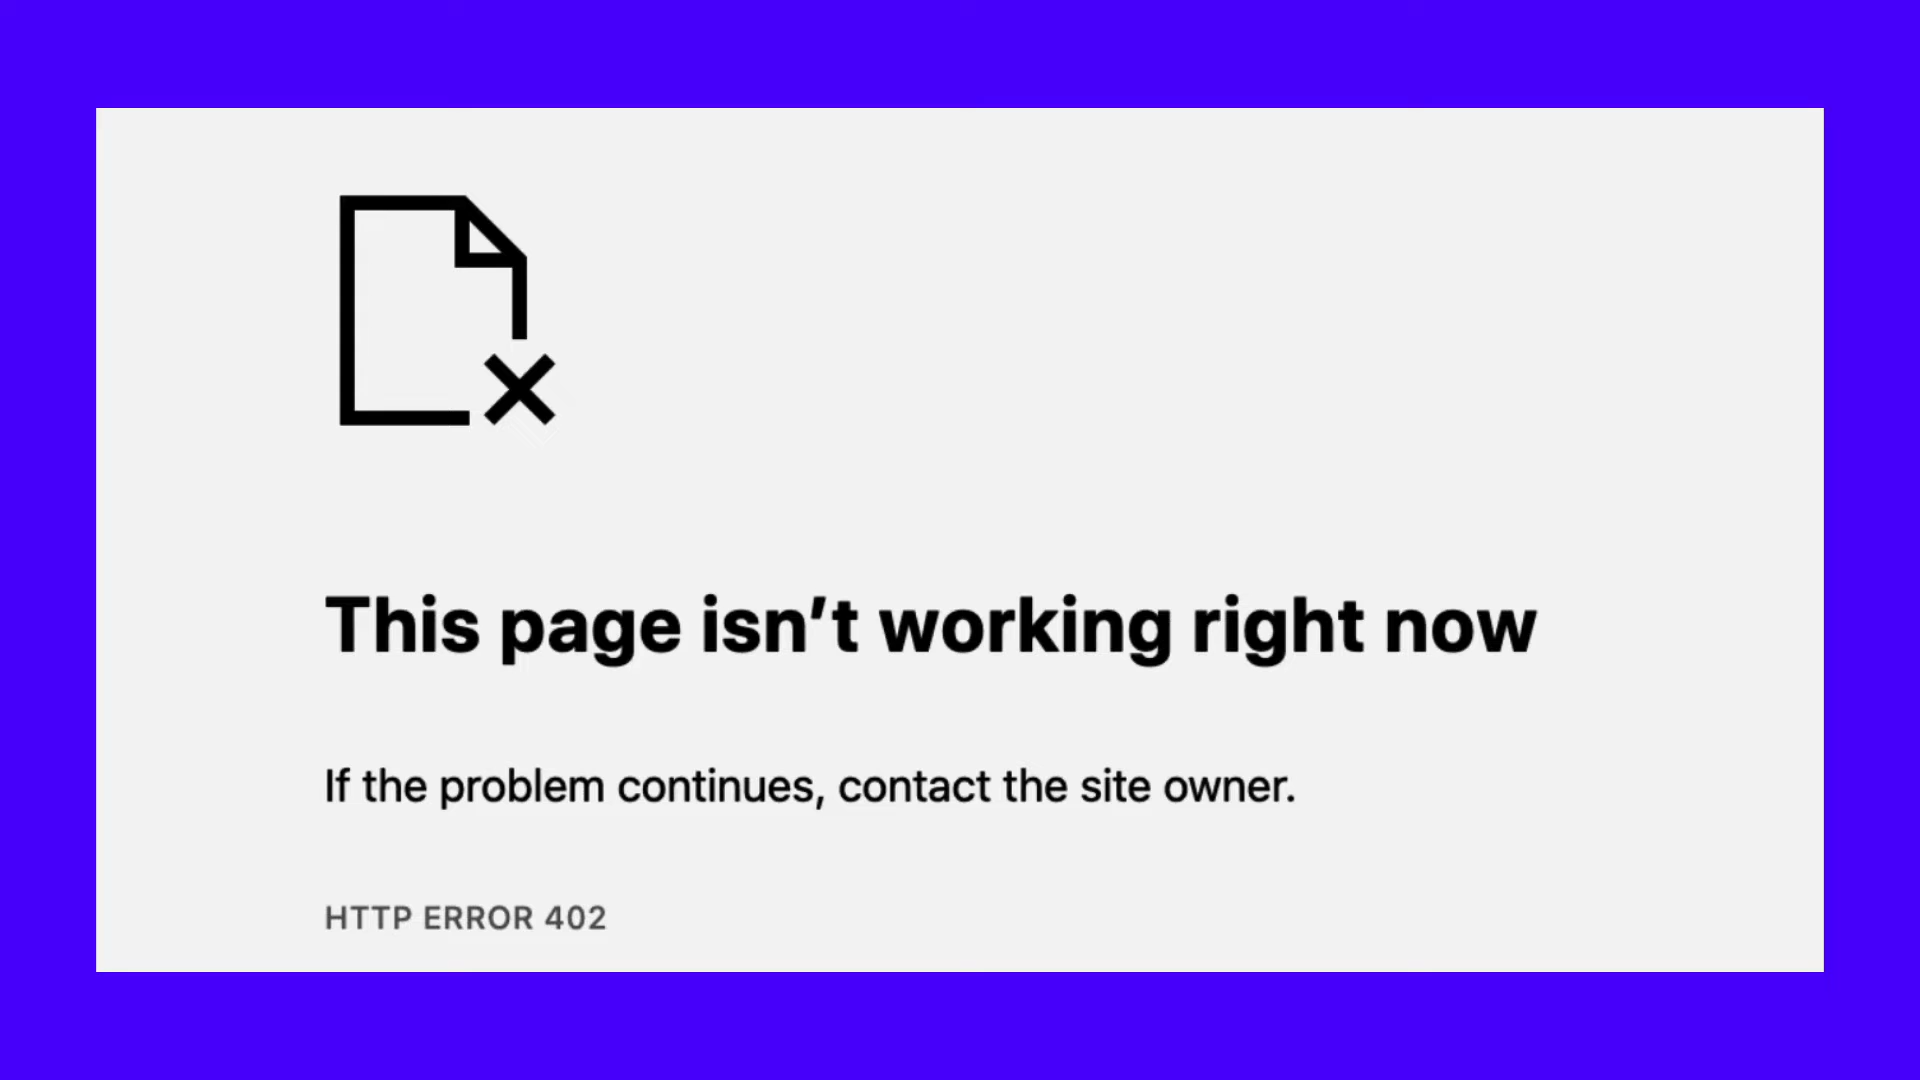 This page isn’t working right now
If the problem continues, contact the site owner.
HTTP ERROR 402